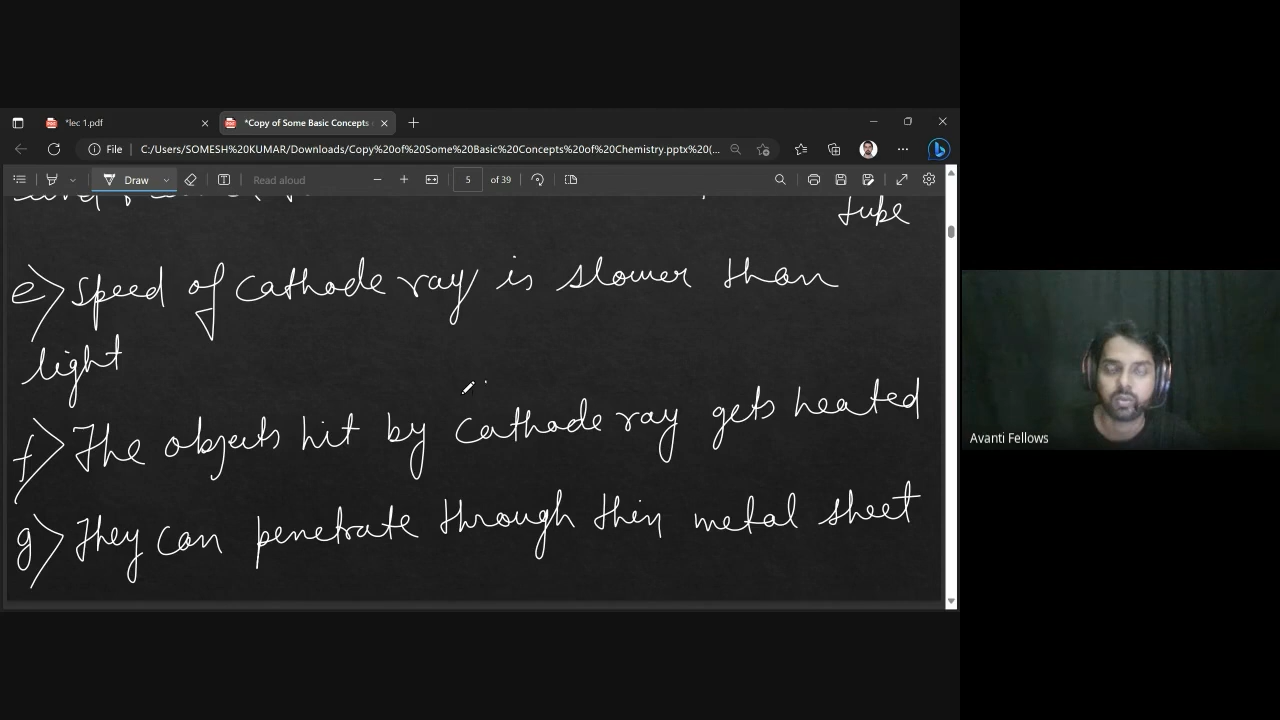 *lec 1.pdf
*Copy of Some Basic Concepts
File
C:/Users/SOMESH%20KUMAR/Downloads/Copy%20of%20Some%20Basic%20Concepts%20of%20Chemistry.pptx%20(...
Draw
Read aloud
5 of 39
tube
e> speed of cathode ray is slower than
light
f> The objects hit by cathode ray gets heated
g> They can penetrate through thin metal sheet
Avanti Fellows